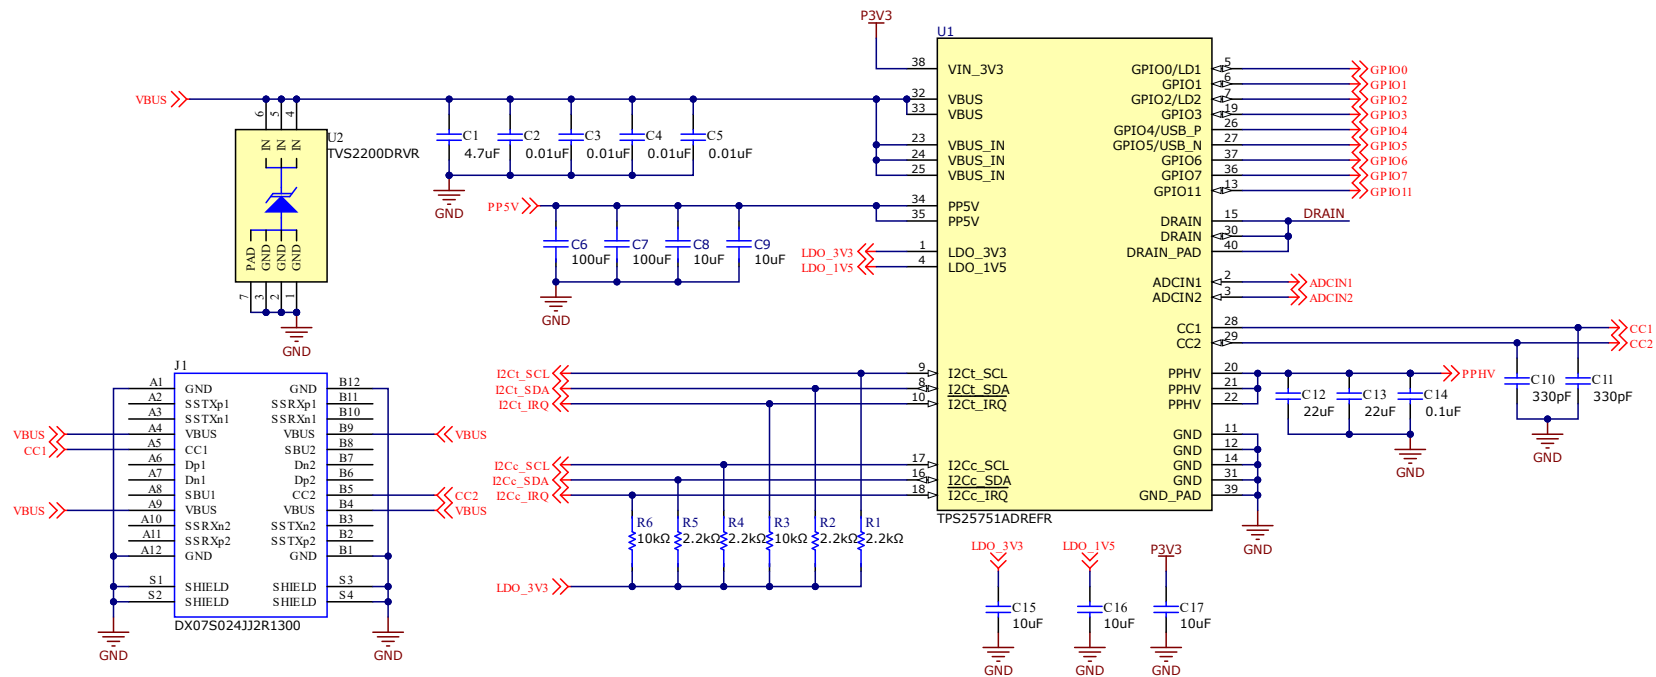 P3V3
U1
38 VIN_3V3 GPIO0/LD1 5 GPIO0
GPIO1 6 GPIO1
VBUS 32 VBUS GPIO2/LD2 7 GPIO2
33 VBUS GPIO3 19 GPIO3
GPIO4/USB_P 26 GPIO4
23 VBUS_IN GPIO5/USB_N 27 GPIO5
24 VBUS_IN GPIO6 37 GPIO6
25 VBUS_IN GPIO7 36 GPIO7
GPIO11 13 GPIO11
6 5 4
IN IN IN
U2
TVS2200DRVR
PAD GND GND GND
7 3 2 1
GND
C1 C2 C3 C4 C5
4.7uF 0.01uF 0.01uF 0.01uF 0.01uF
GND
PP5V 34 PP5V
35 PP5V
DRAIN 15 DRAIN
DRAIN 30
DRAIN_PAD 40
C6 C7 C8 C9
100uF 100uF 10uF 10uF
GND
LDO_3V3 1 LDO_3V3
LDO_1V5 4 LDO_1V5
ADCIN1 2 ADCIN1
ADCIN2 3 ADCIN2
CC1 28 CC1
CC2 29 CC2
J1
A1 GND GND B12
A2 SSTXp1 SSRXp1 B11
A3 SSTXn1 SSRXn1 B10
VBUS A4 VBUS VBUS B9 VBUS
CC1 A5 CC1 SBU2 B8
A6 Dp1 Dn2 B7
A7 Dn1 Dp2 B6
A8 SBU1 CC2 B5 CC2
VBUS A9 VBUS VBUS B4 VBUS
A10 SSRXn2 SSTXn2 B3
A11 SSRXp2 SSTXp2 B2
A12 GND GND B1
S1 SHIELD SHIELD S3
S2 SHIELD SHIELD S4
DX07S024JJ2R1300
GND GND
I2Ct_SCL 9 I2Ct_SCL
I2Ct_SDA 8 I2Ct_SDA
I2Ct_IRQ 10 I2Ct_IRQ
I2Cc_SCL 17 I2Cc_SCL
I2Cc_SDA 16 I2Cc_SDA
I2Cc_IRQ 18 I2Cc_IRQ
PPHV 20 PPHV
PPHV 21
PPHV 22
C12 C13 C14
22uF 22uF 0.1uF
GND
C10 C11
330pF 330pF
GND
GND 11
GND 12
GND 14
GND 31
GND_PAD 39
GND
TPS25751ADREFR
R6 R5 R4 R3 R2 R1
10kΩ 2.2kΩ 2.2kΩ 10kΩ 2.2kΩ 2.2kΩ
LDO_3V3
LDO_3V3 LDO_1V5 P3V3
C15 C16 C17
10uF 10uF 10uF
GND GND GND